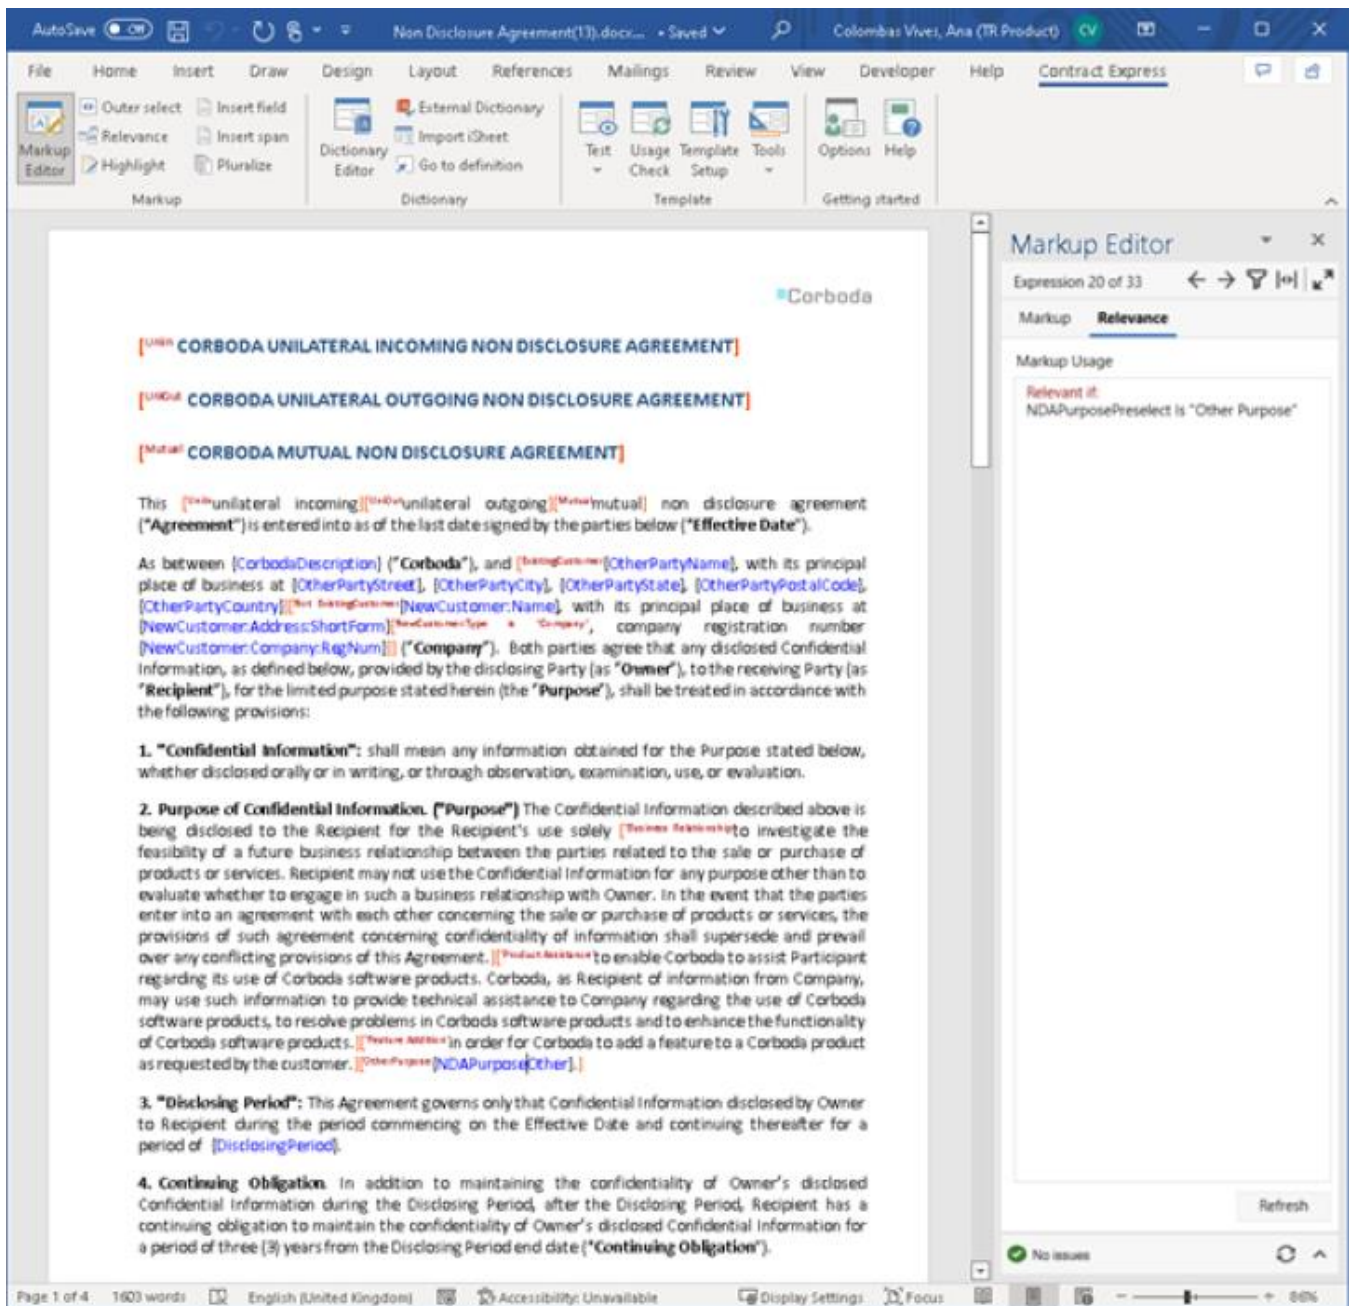 AutoSave Off Non Disclosure Agreement(13).docx... • Saved Colombas Vives, Ana (TR Product) CV
File Home Insert Draw Design Layout References Mailings Review View Developer Help Contract Express
Outer select Insert field External Dictionary
Relevance Insert span Import iSheet
Highlight Pluralize Go to definition
Markup Editor Dictionary Editor Test Usage Check Template Setup Tools Options Help
Markup Dictionary Template Getting started
Corboda
[UniIn CORBODA UNILATERAL INCOMING NON DISCLOSURE AGREEMENT]
[UniOut CORBODA UNILATERAL OUTGOING NON DISCLOSURE AGREEMENT]
[Mutual CORBODA MUTUAL NON DISCLOSURE AGREEMENT]
This [UniIn unilateral incoming][UniOut unilateral outgoing][Mutual mutual] non disclosure agreement
("Agreement") is entered into as of the last date signed by the parties below ("Effective Date").
As between [CorbodaDescription] ("Corboda"), and [ExistingCustomer [OtherPartyName], with its principal
place of business at [OtherPartyStreet], [OtherPartyCity], [OtherPartyState], [OtherPartyPostalCode],
[OtherPartyCountry]][Not ExistingCustomer [NewCustomer:Name], with its principal place of business at
[NewCustomer:Address:ShortForm][NewCustomer:Type = 'Company', company registration number
[NewCustomer:Company:RegNum]]] ("Company"). Both parties agree that any disclosed Confidential
Information, as defined below, provided by the disclosing Party (as "Owner"), to the receiving Party (as
"Recipient"), for the limited purpose stated herein (the "Purpose"), shall be treated in accordance with
the following provisions:
1. "Confidential Information": shall mean any information obtained for the Purpose stated below,
whether disclosed orally or in writing, or through observation, examination, use, or evaluation.
2. Purpose of Confidential Information. ("Purpose") The Confidential Information described above is
being disclosed to the Recipient for the Recipient's use solely [Business Relationship to investigate the
feasibility of a future business relationship between the parties related to the sale or purchase of
products or services. Recipient may not use the Confidential Information for any purpose other than to
evaluate whether to engage in such a business relationship with Owner. In the event that the parties
enter into an agreement with each other concerning the sale or purchase of products or services, the
provisions of such agreement concerning confidentiality of information shall supersede and prevail
over any conflicting provisions of this Agreement. ][Product Assistance to enable Corboda to assist Participant
regarding its use of Corboda software products. Corboda, as Recipient of information from Company,
may use such information to provide technical assistance to Company regarding the use of Corboda
software products, to resolve problems in Corboda software products and to enhance the functionality
of Corboda software products. ][Feature Addition in order for Corboda to add a feature to a Corboda product
as requested by the customer. ][OtherPurpose [NDAPurposeOther]. ]
3. "Disclosing Period": This Agreement governs only that Confidential Information disclosed by Owner
to Recipient during the period commencing on the Effective Date and continuing thereafter for a
period of [DisclosingPeriod].
4. Continuing Obligation. In addition to maintaining the confidentiality of Owner's disclosed
Confidential Information during the Disclosing Period, after the Disclosing Period, Recipient has a
continuing obligation to maintain the confidentiality of Owner's disclosed Confidential Information for
a period of three (3) years from the Disclosing Period end date ("Continuing Obligation").
Markup Editor
Expression 20 of 33
Markup Relevance
Markup Usage
Relevant if:
NDAPurposePreselect Is "Other Purpose"
Refresh
No issues
Page 1 of 4 1603 words English (United Kingdom) Accessibility: Unavailable Display Settings Focus 86%